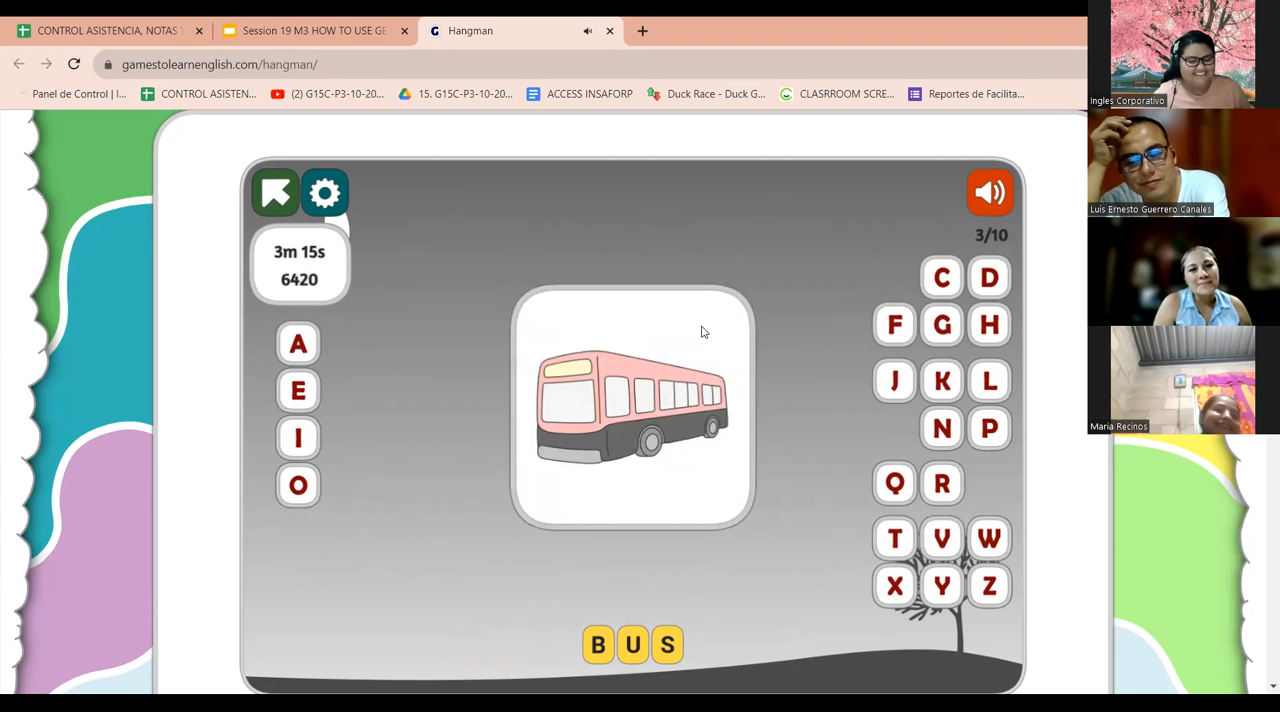 CONTROL ASISTENCIA, NOTAS
Session 19 M3 HOW TO USE GE
Hangman
gamestolearnenglish.com/hangman/
Panel de Control | I...
CONTROL ASISTEN...
(2) G15C-P3-10-20...
15. G15C-P3-10-20...
ACCESS INSAFORP
Duck Race - Duck G...
CLASRROOM SCRE...
Reportes de Facilita...
Ingles Corporativo
Luis Ernesto Guerrero Canales
Maria Recinos
3m 15s
6420
3/10
A
E
I
O
C D
F G H
J K L
N P
Q R
T V W
X Y Z
BUS